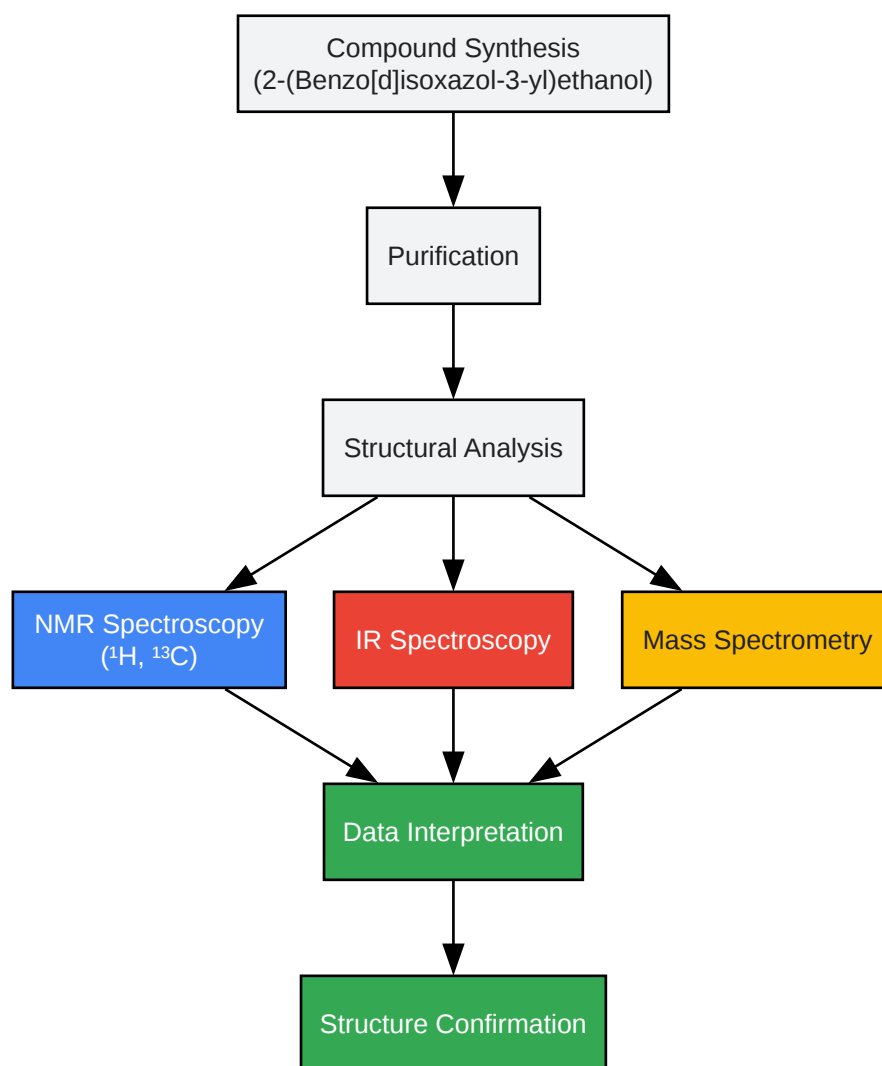 Compound Synthesis
(2-(Benzo[d]isoxazol-3-yl)ethanol)
Purification
Structural Analysis
NMR Spectroscopy
(¹H, ¹³C)
IR Spectroscopy
Mass Spectrometry
Data Interpretation
Structure Confirmation